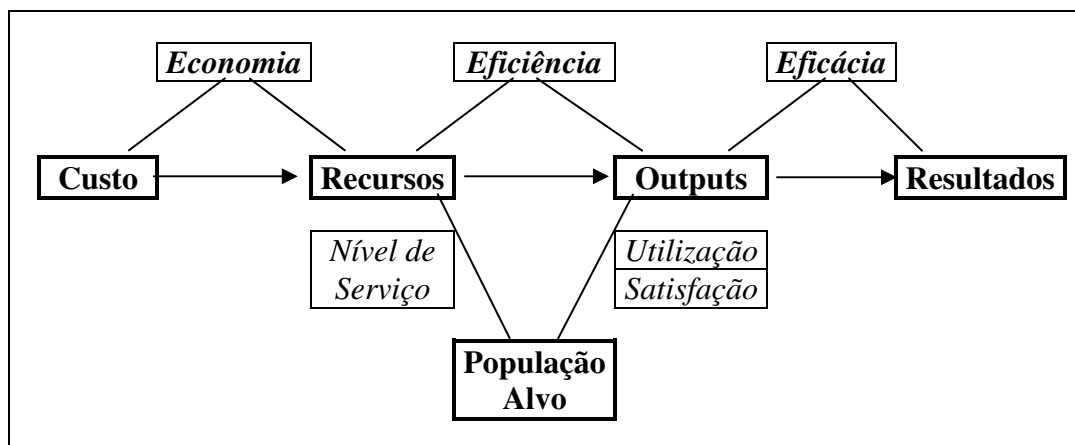 Economia
Eficiência
Eficácia
Custo
Recursos
Outputs
Resultados
Nível de
Serviço
Utilização
Satisfação
População
Alvo